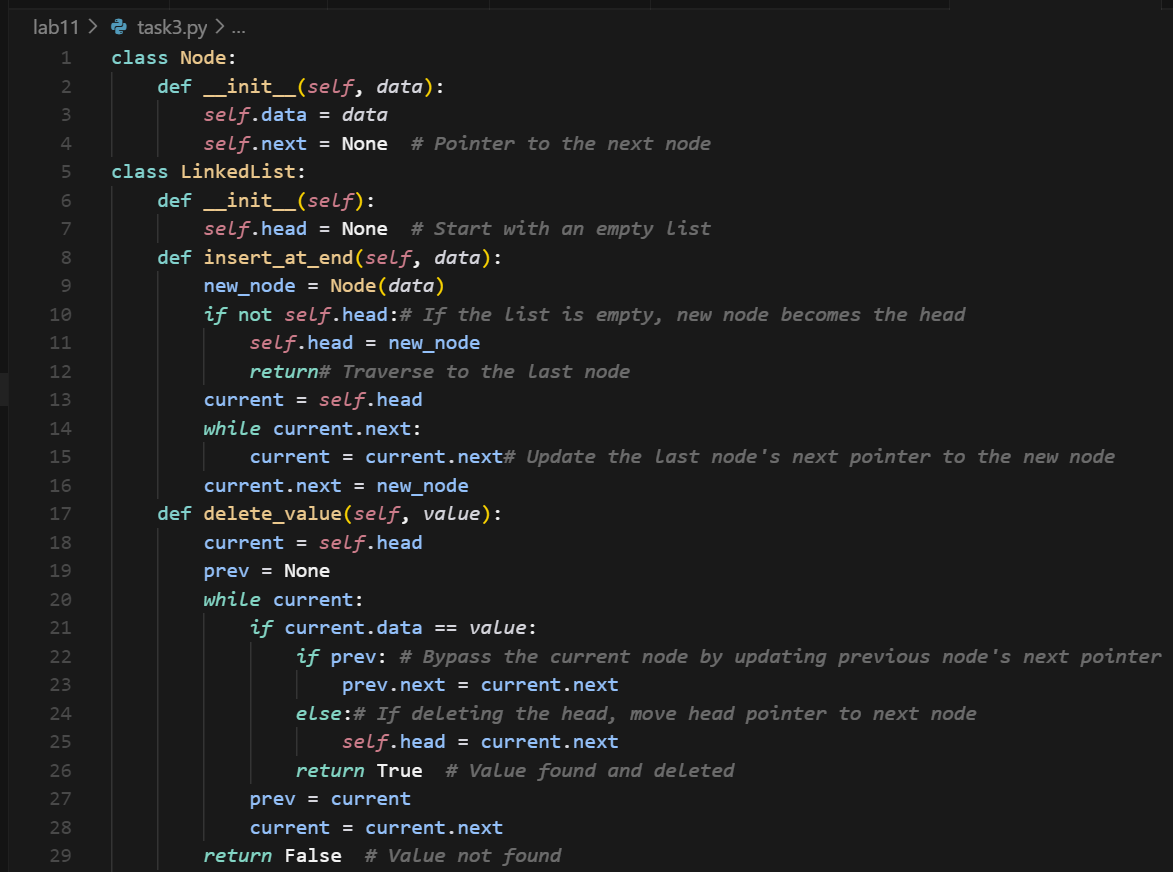 lab11 > task3.py > ...
1 class Node:
2     def __init__(self, data):
3         self.data = data
4         self.next = None  # Pointer to the next node
5 class LinkedList:
6     def __init__(self):
7         self.head = None  # Start with an empty list
8     def insert_at_end(self, data):
9         new_node = Node(data)
10         if not self.head:# If the list is empty, new node becomes the head
11             self.head = new_node
12             return# Traverse to the last node
13         current = self.head
14         while current.next:
15             current = current.next# Update the last node's next pointer to the new node
16         current.next = new_node
17     def delete_value(self, value):
18         current = self.head
19         prev = None
20         while current:
21             if current.data == value:
22                 if prev: # Bypass the current node by updating previous node's next pointer
23                     prev.next = current.next
24                 else:# If deleting the head, move head pointer to next node
25                     self.head = current.next
26                 return True  # Value found and deleted
27             prev = current
28             current = current.next
29         return False  # Value not found